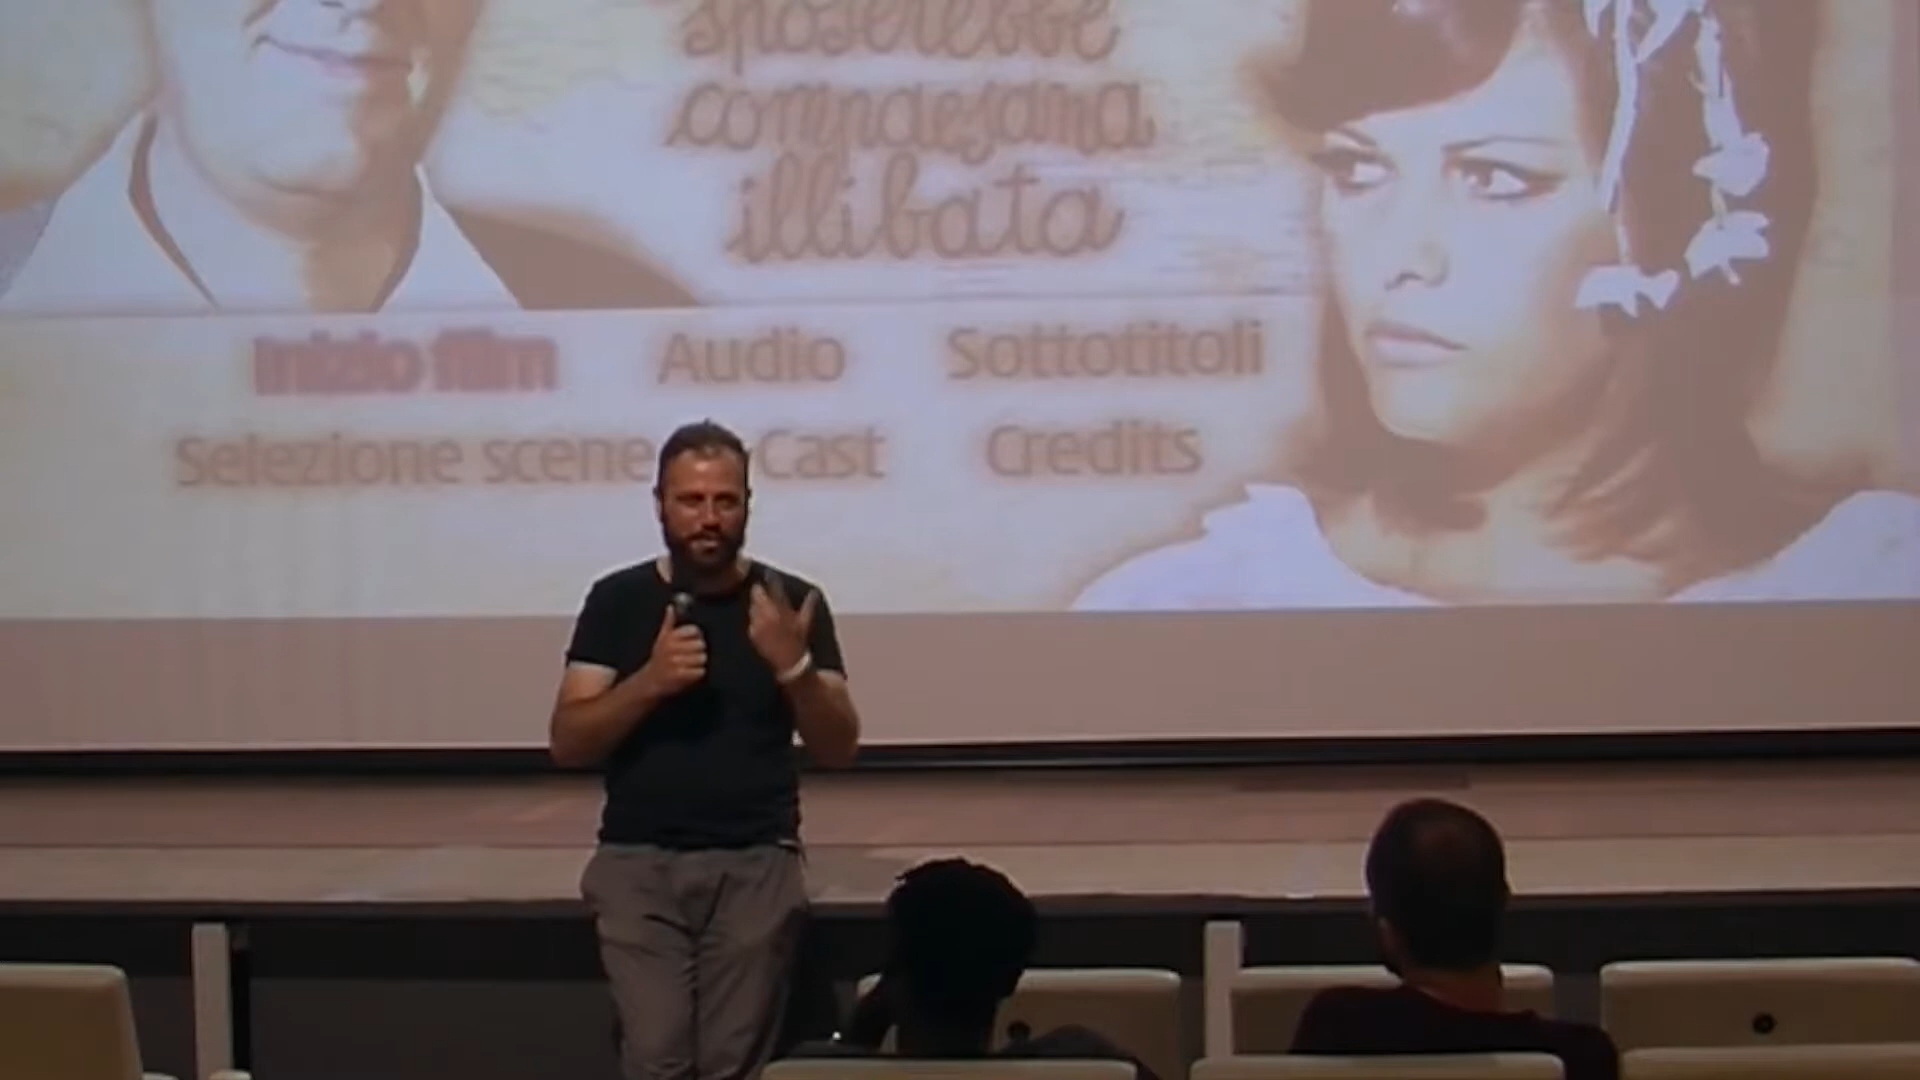 sposerebbe
compaesana
illibata
Inizio film Audio Sottotitoli
Selezione scene Cast Credits